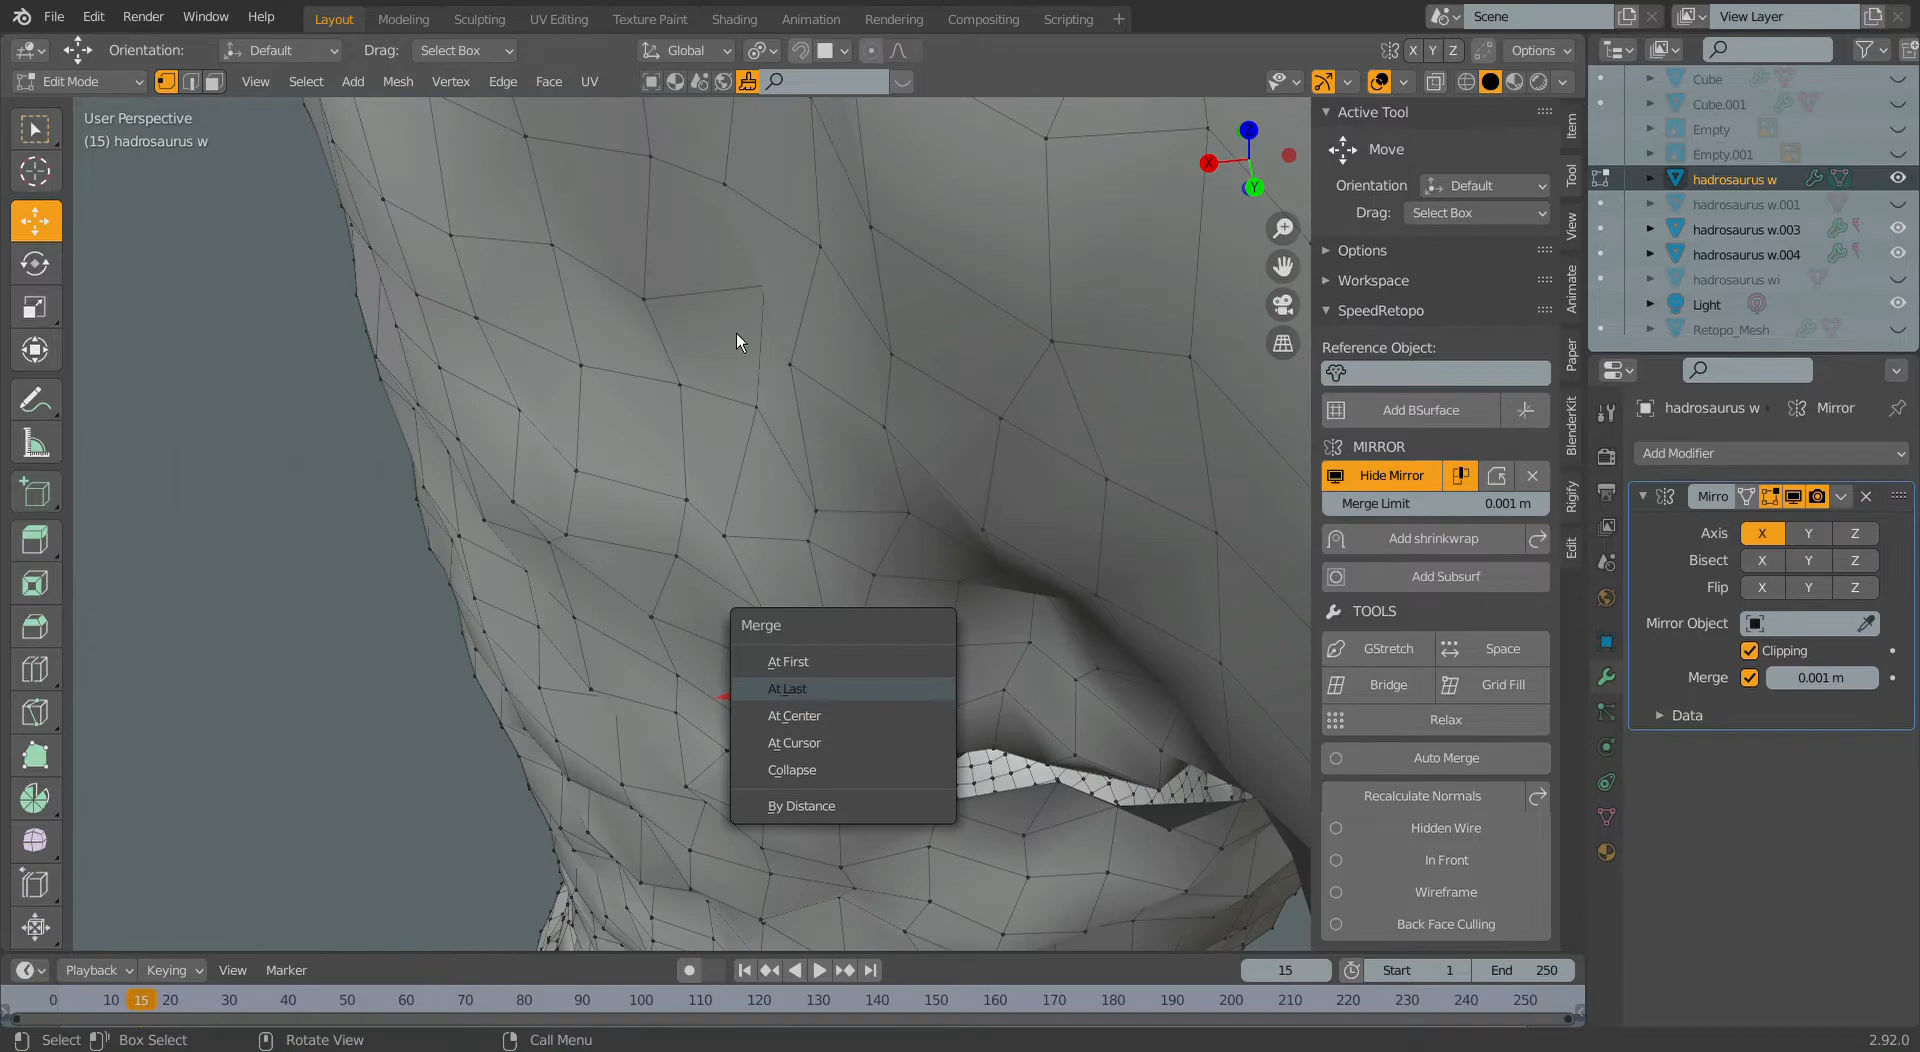 File Edit Render Window Help Layout Modeling Sculpting UV Editing Texture Paint Shading Animation Rendering Compositing Scripting + Scene View Layer
Orientation: Default Drag: Select Box Global X Y Z Options
Edit Mode View Select Add Mesh Vertex Edge Face UV
User Perspective
(15) hadrosaurus w
X
Y
Active Tool
Move
Orientation Default
Drag: Select Box
Options
Workspace
SpeedRetopo
Reference Object:
Add BSurface
MIRROR
Hide Mirror
Merge Limit 0.001 m
Add shrinkwrap
Add Subsurf
TOOLS
GStretch Space
Bridge Grid Fill
Relax
Auto Merge
Recalculate Normals
Hidden Wire
In Front
Wireframe
Back Face Culling
Item
Tool
View
Animate
Paper
BlenderKit
Rigify
Edit
Merge
At First
At Last
At Center
At Cursor
Collapse
By Distance
Cube
Cube.001
Empty
Empty.001
hadrosaurus w
hadrosaurus w.001
hadrosaurus w.003
hadrosaurus w.004
hadrosaurus wi
Light
Retopo_Mesh
hadrosaurus w Mirror
Add Modifier
Mirro
Axis X Y Z
Bisect X Y Z
Flip X Y Z
Mirror Object
Clipping
Merge 0.001 m
Data
Playback Keying View Marker 15 Start 1 End 250
0 10 15 20 30 40 50 60 70 80 90 100 110 120 130 140 150 160 170 180 190 200 210 220 230 240 250
Select Box Select Rotate View Call Menu 2.92.0